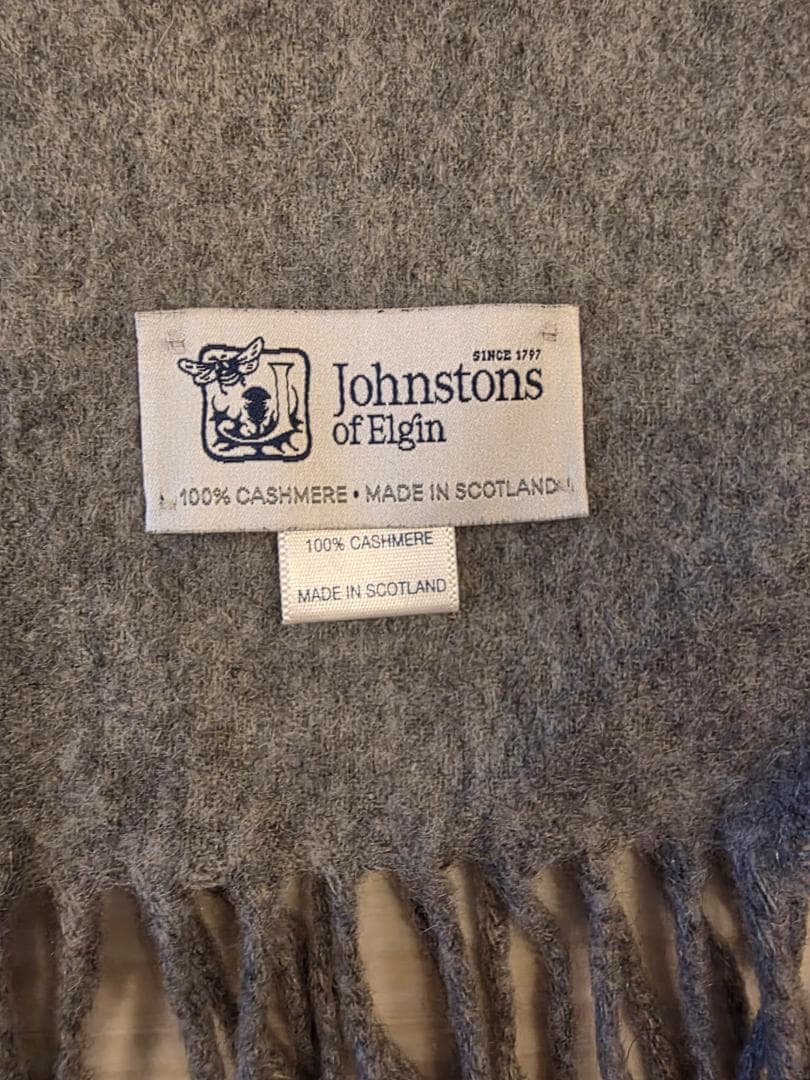 SINCE 1797
Johnstons
of Elgin
100% CASHMERE • MADE IN SCOTLAND
100% CASHMERE
MADE IN SCOTLAND